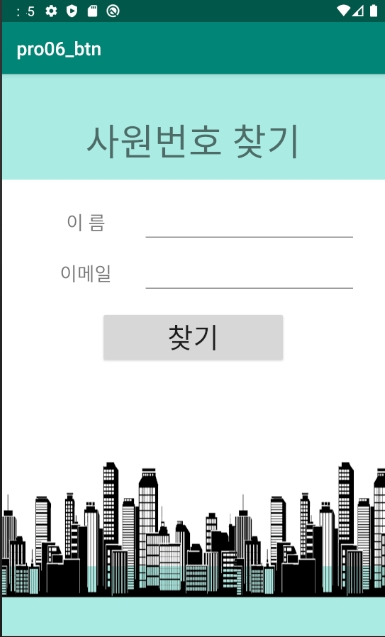 pro06_btn
사원번호 찾기
이 름
이메일
찾기